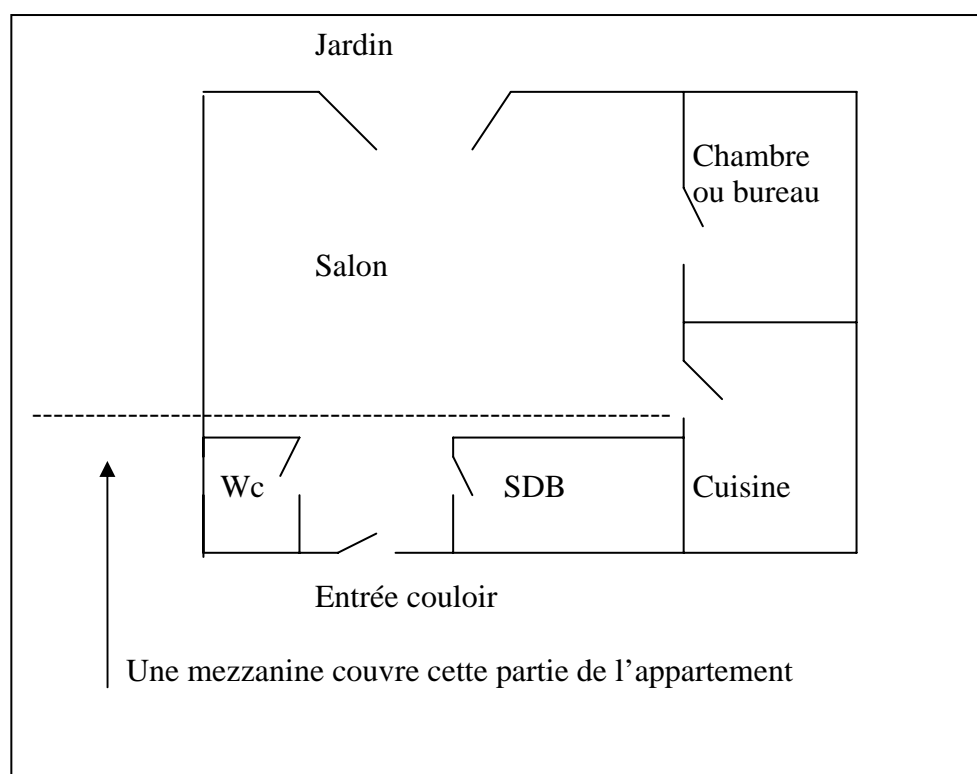 Jardin
Chambre
ou bureau
Salon
Wc
SDB
Cuisine
Entrée couloir
Une mezzanine couvre cette partie de l’appartement